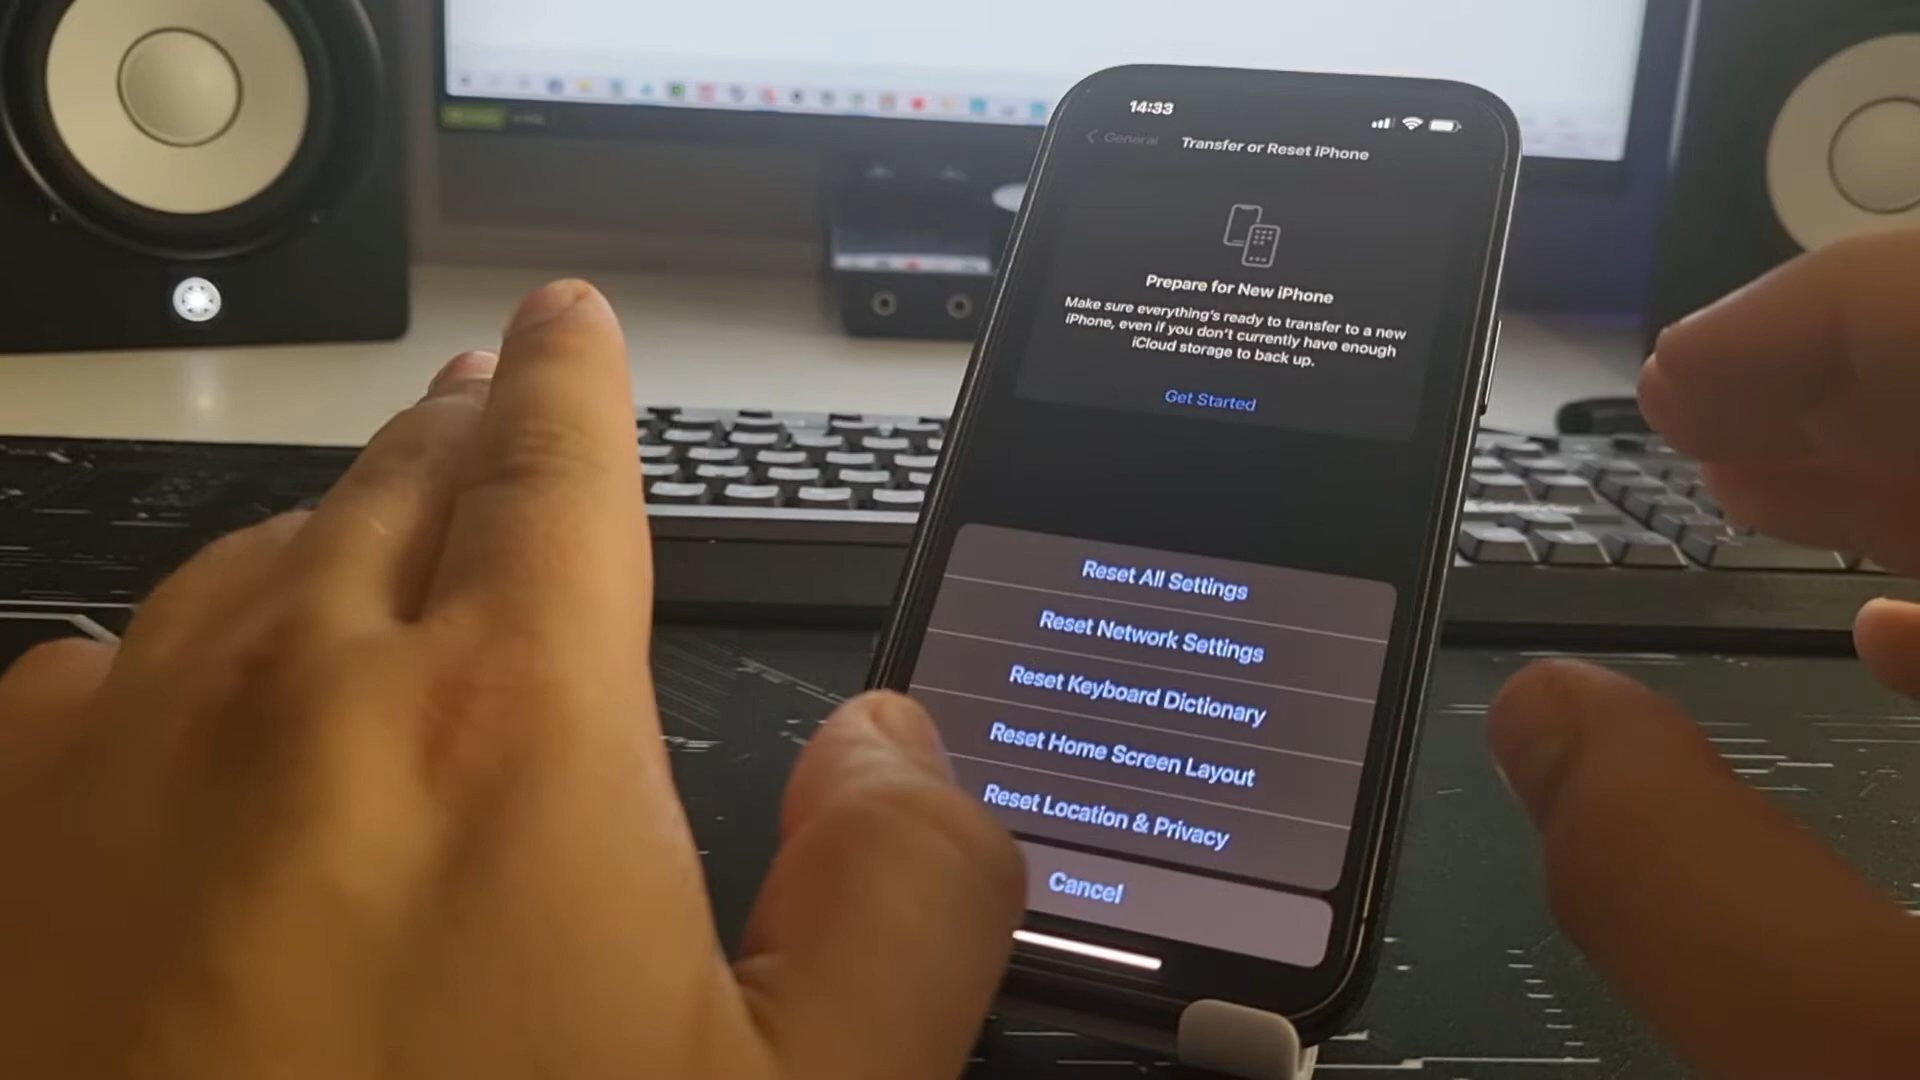 14:33
General
Transfer or Reset iPhone
Prepare for New iPhone
Make sure everything's ready to transfer to a new
iPhone, even if you don't currently have enough
iCloud storage to back up.
Get Started
Reset All Settings
Reset Network Settings
Reset Keyboard Dictionary
Reset Home Screen Layout
Reset Location & Privacy
Cancel